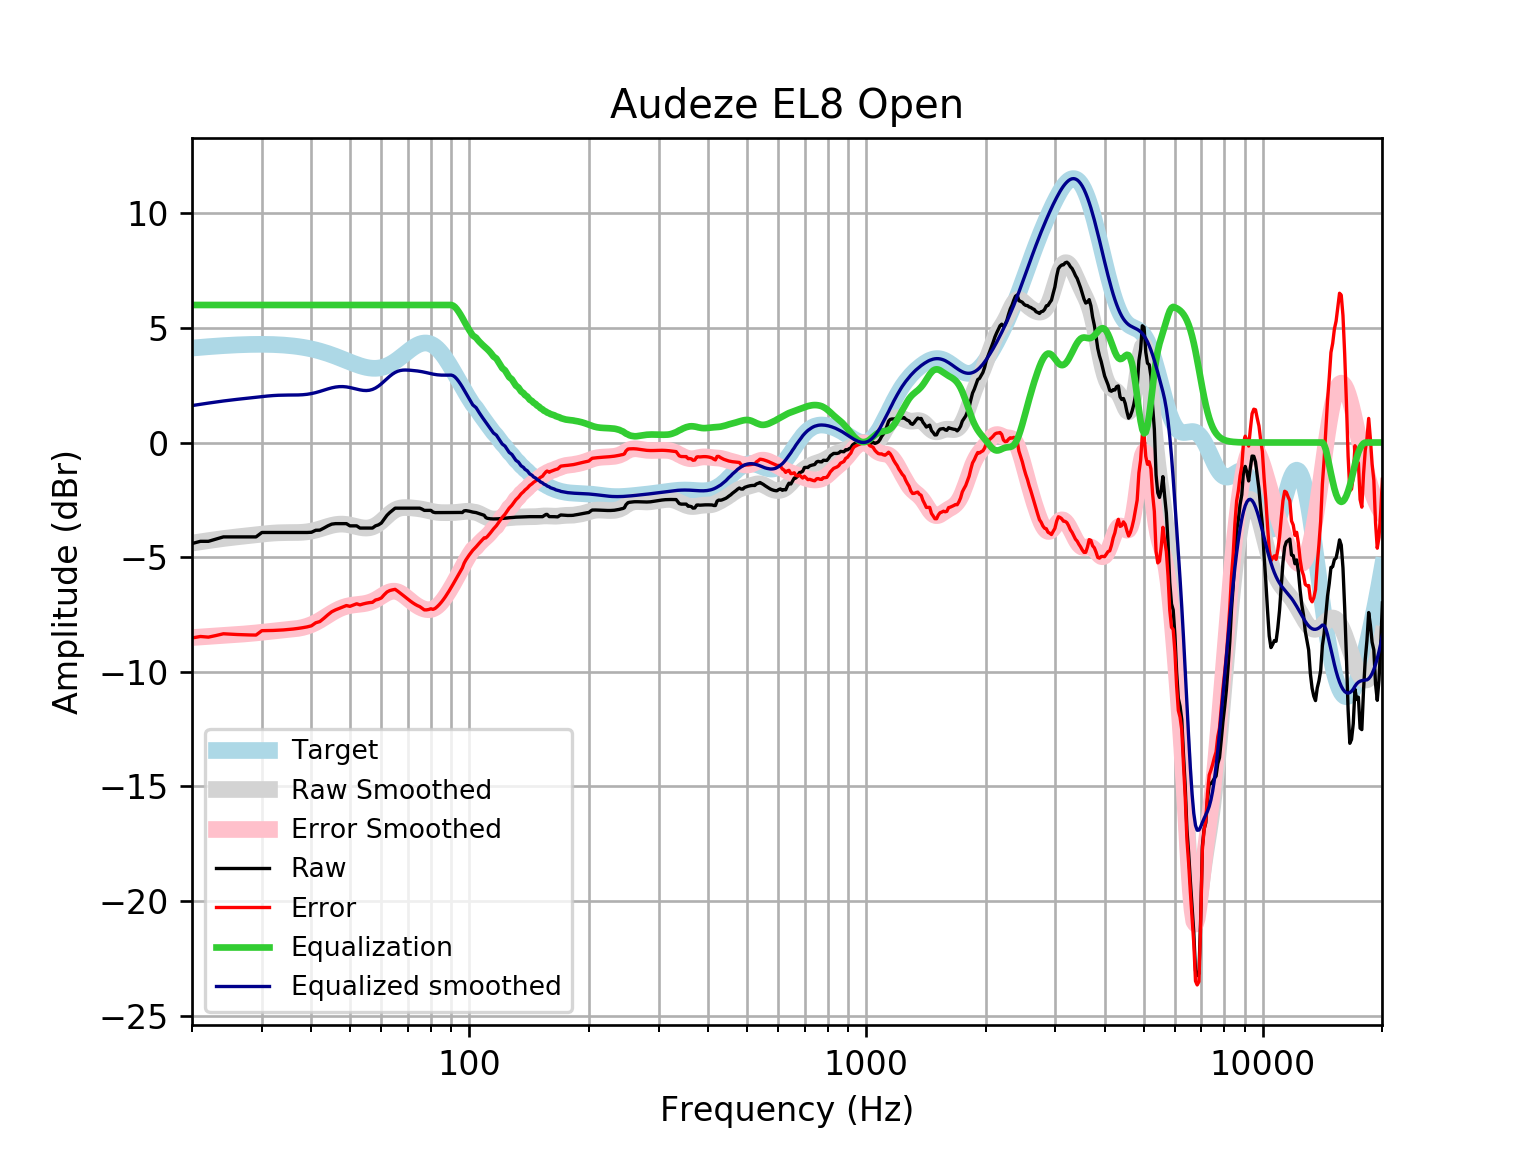 Audeze EL8 Open
Amplitude (dBr)
10
5
0
−5
−10
−15
−20
−25
Target
Raw Smoothed
Error Smoothed
Raw
Error
Equalization
Equalized smoothed
100
1000
10000
Frequency (Hz)